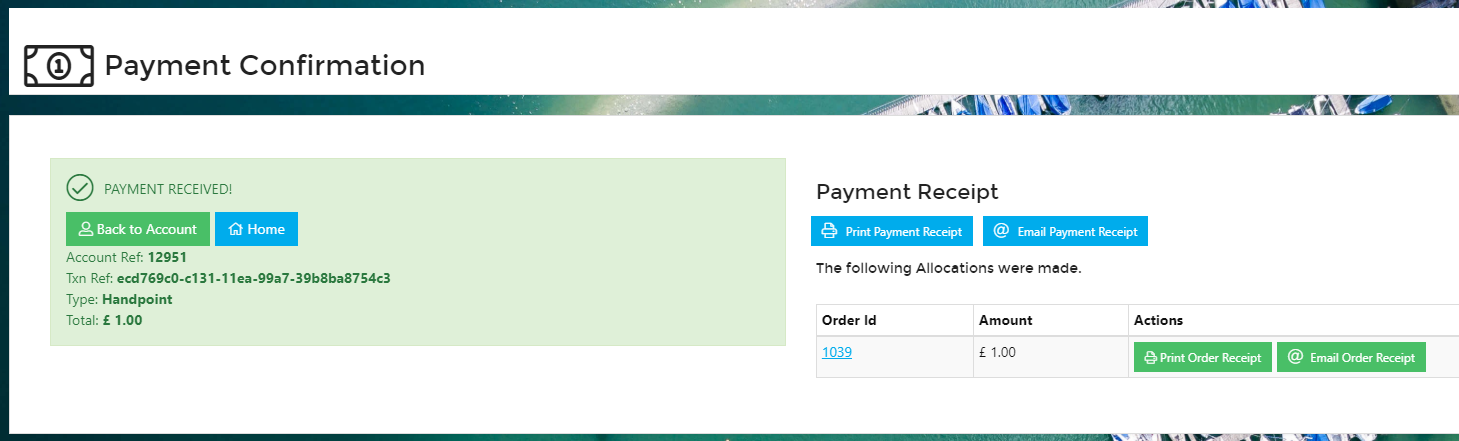 Payment Confirmation
PAYMENT RECEIVED!
Back to Account Home
Account Ref: 12951
Txn Ref: ecd769c0-c131-11ea-99a7-39b8ba8754c3
Type: Handpoint
Total: £ 1.00
Payment Receipt
Print Payment Receipt @ Email Payment Receipt
The following Allocations were made.
Order Id Amount Actions
1039 £ 1.00 Print Order Receipt @ Email Order Receipt